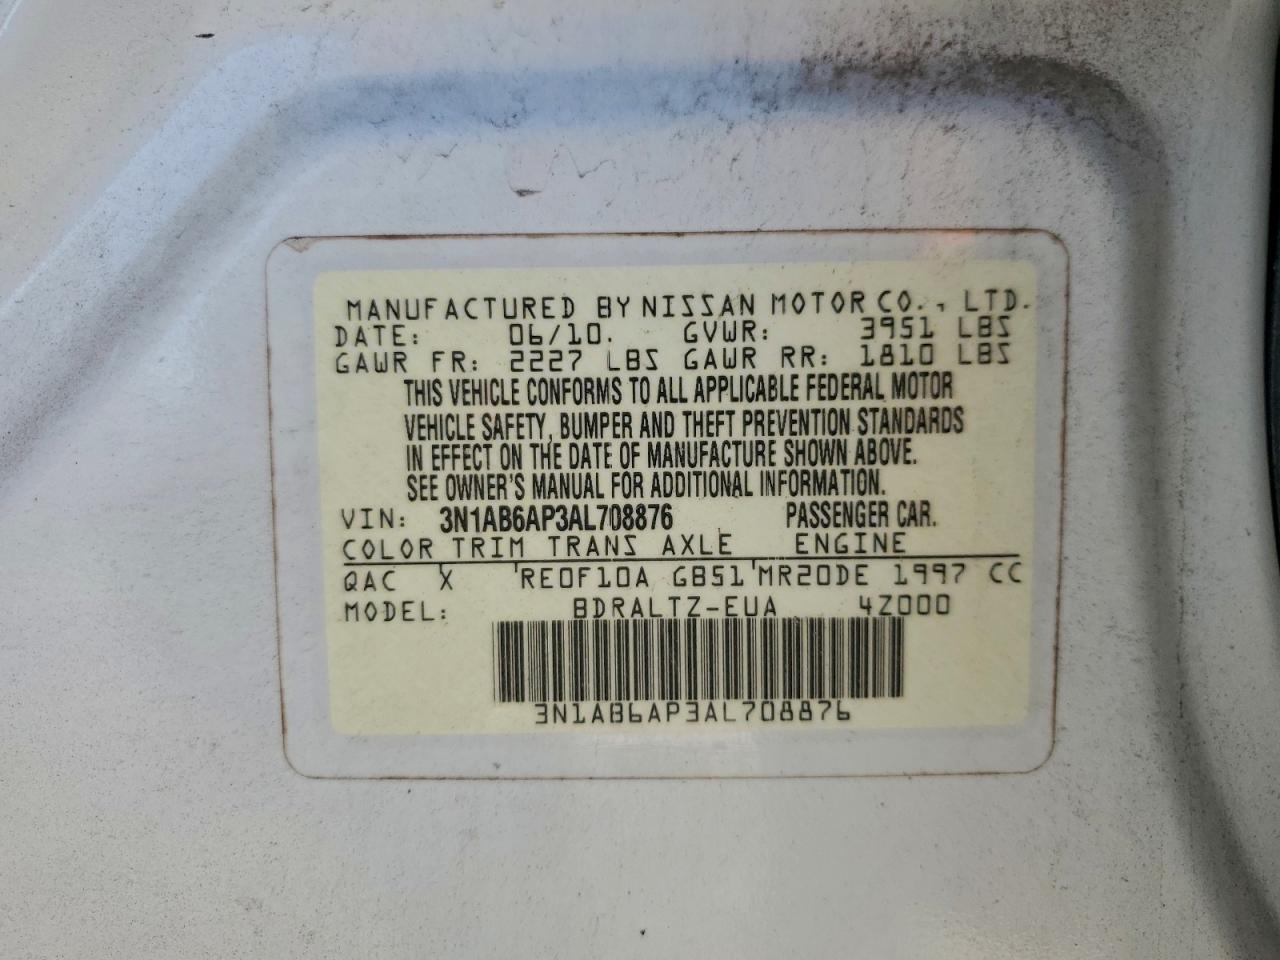 MANUFACTURED BY NISSAN MOTOR CO., LTD.
DATE: 06/10. GVWR: 3951 LBS
GAWR FR: 2227 LBS GAWR RR: 1810 LBS
THIS VEHICLE CONFORMS TO ALL APPLICABLE FEDERAL MOTOR
VEHICLE SAFETY, BUMPER AND THEFT PREVENTION STANDARDS
IN EFFECT ON THE DATE OF MANUFACTURE SHOWN ABOVE.
SEE OWNER'S MANUAL FOR ADDITIONAL INFORMATION.
VIN: 3N1AB6AP3AL708876 PASSENGER CAR.
COLOR TRIM TRANS AXLE ENGINE
QAC X RE0F10A GB51 MR20DE 1997 CC
MODEL: BDRALTZ-EUA 4Z000
3N1AB6AP3AL708876